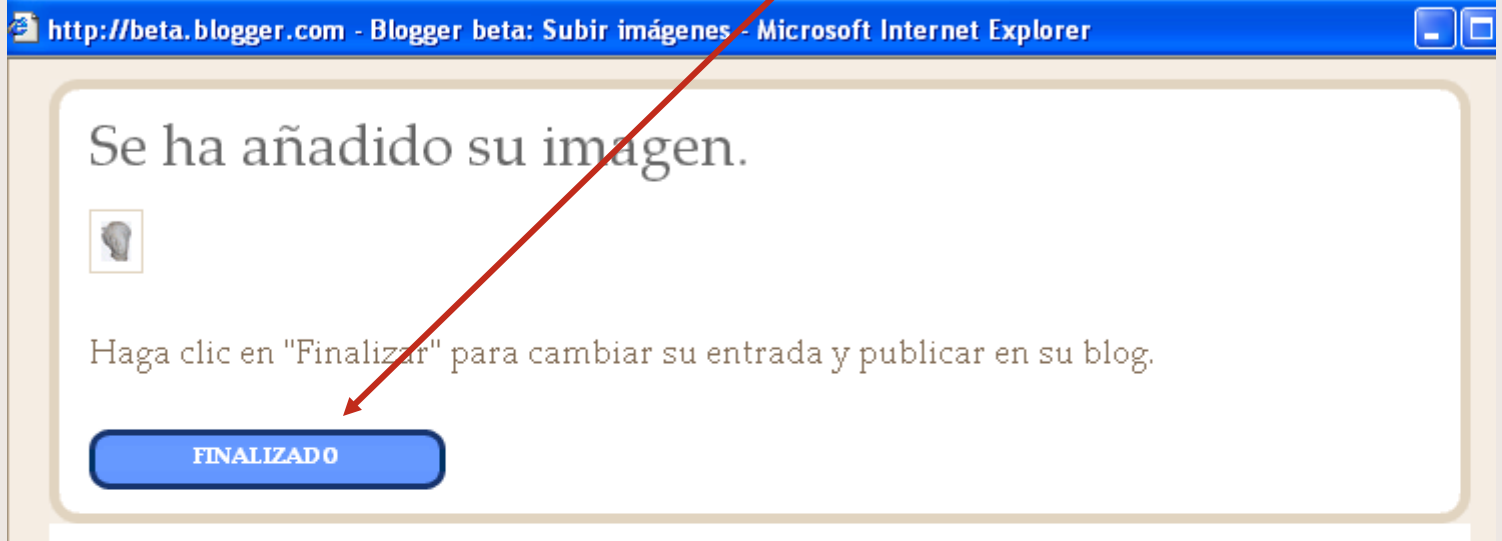 http://beta.blogger.com - Blogger beta: Subir imágenes - Microsoft Internet Explorer
Se ha añadido su imagen.
Haga clic en "Finalizar" para cambiar su entrada y publicar en su blog.
FINALIZADO